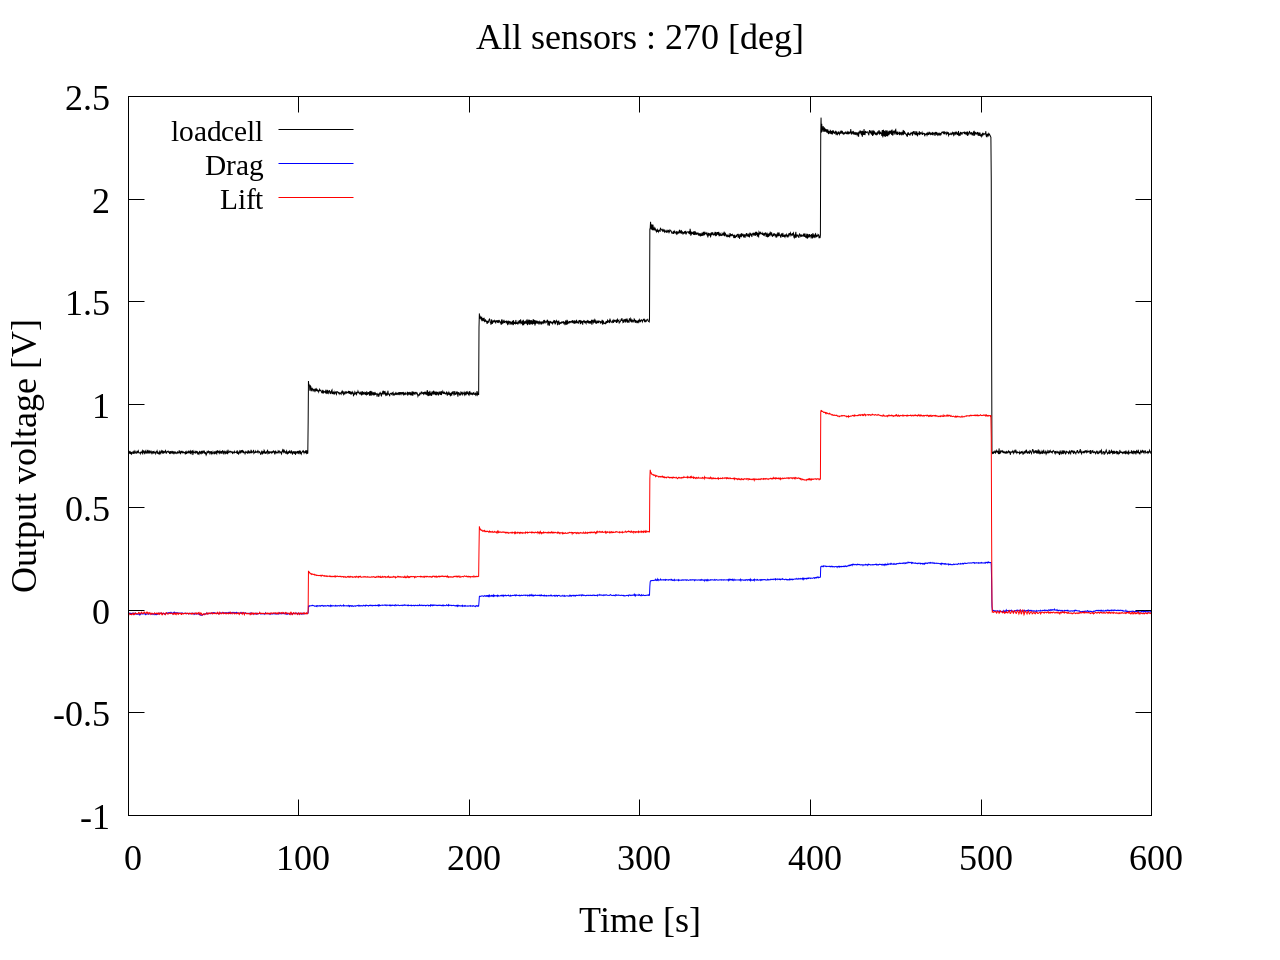 All sensors : 270 [deg]
2.5
2
1.5
1
0.5
0
-0.5
-1
Output voltage [V]
loadcell
Drag
Lift
0 100 200 300 400 500 600
Time [s]